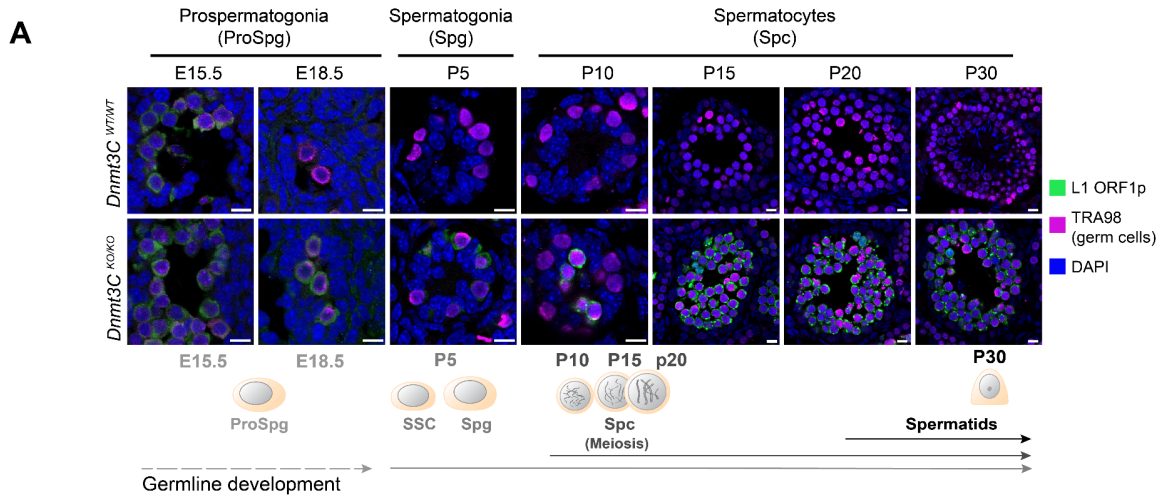 A
Prospermatogonia
(ProSpg)
Spermatogonia
(Spg)
Spermatocytes
(Spc)
E15.5 E18.5 P5 P10 P15 P20 P30
Dnmt3C WT/WT
Dnmt3C KO/KO
L1 ORF1p
TRA98
(germ cells)
DAPI
E15.5 E18.5 P5 P10 P15 p20 P30
ProSpg SSC Spg Spc
(Meiosis)
Spermatids
Germline development